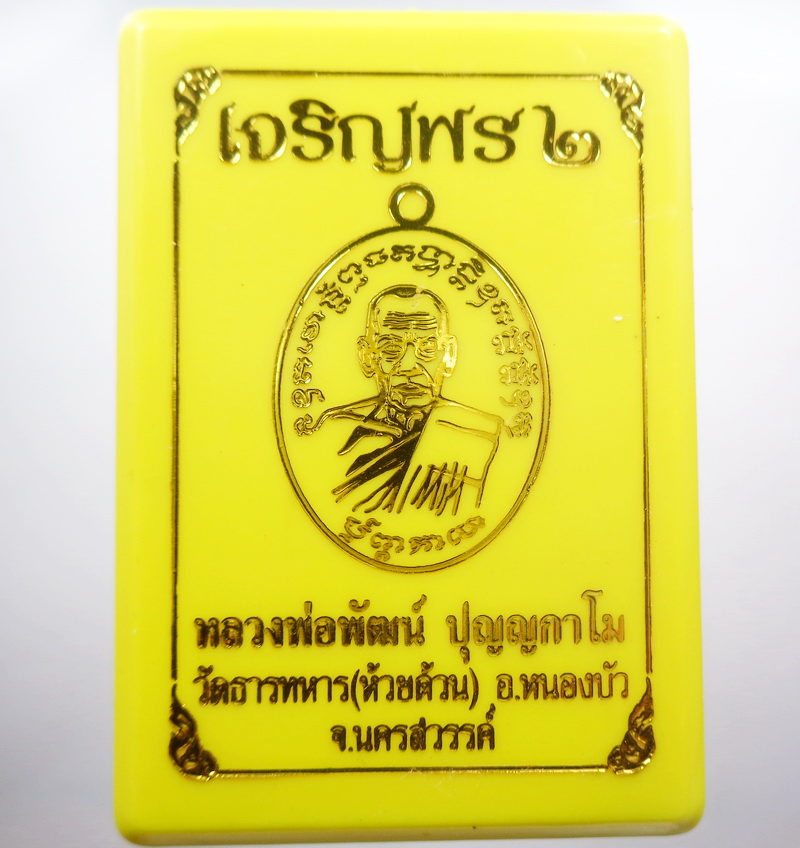 เจริญพร ๒
หลวงพ่อพัฒน์ ปุญญกาโม
วัดธารทหาร(ห้วยด้วน) อ.หนองบัว
จ.นครสวรรค์